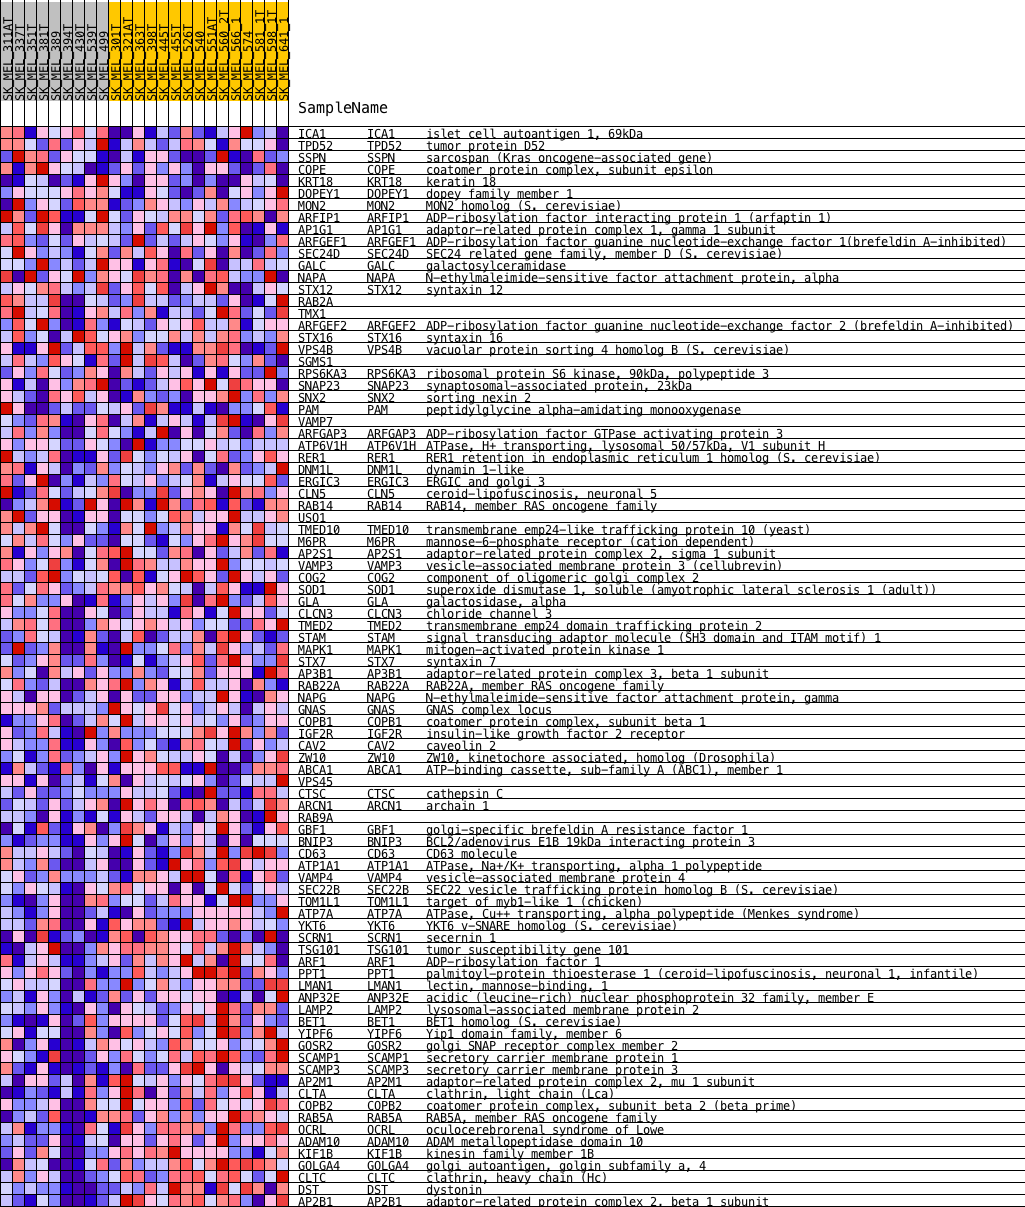 SK_MEL_311AT
SK_MEL_337T
SK_MEL_351T
SK_MEL_381T
SK_MEL_389
SK_MEL_394T
SK_MEL_430T
SK_MEL_539T
SK_MEL_499
SK_MEL_301T
SK_MEL_321AT
SK_MEL_363T
SK_MEL_398T
SK_MEL_445T
SK_MEL_455T
SK_MEL_526T
SK_MEL_540
SK_MEL_551AT
SK_MEL_560_2T
SK_MEL_566_1
SK_MEL_574
SK_MEL_581_1T
SK_MEL_598_1T
SK_MEL_641_1
SampleName
ICA1 ICA1 islet cell autoantigen 1, 69kDa
TPD52 TPD52 tumor protein D52
SSPN SSPN sarcospan (Kras oncogene-associated gene)
COPE COPE coatomer protein complex, subunit epsilon
KRT18 KRT18 keratin 18
DOPEY1 DOPEY1 dopey family member 1
MON2 MON2 MON2 homolog (S. cerevisiae)
ARFIP1 ARFIP1 ADP-ribosylation factor interacting protein 1 (arfaptin 1)
AP1G1 AP1G1 adaptor-related protein complex 1, gamma 1 subunit
ARFGEF1 ARFGEF1 ADP-ribosylation factor guanine nucleotide-exchange factor 1(brefeldin A-inhibited)
SEC24D SEC24D SEC24 related gene family, member D (S. cerevisiae)
GALC GALC galactosylceramidase
NAPA NAPA N-ethylmaleimide-sensitive factor attachment protein, alpha
STX12 STX12 syntaxin 12
RAB2A
TMX1
ARFGEF2 ARFGEF2 ADP-ribosylation factor guanine nucleotide-exchange factor 2 (brefeldin A-inhibited)
STX16 STX16 syntaxin 16
VPS4B VPS4B vacuolar protein sorting 4 homolog B (S. cerevisiae)
SGMS1
RPS6KA3 RPS6KA3 ribosomal protein S6 kinase, 90kDa, polypeptide 3
SNAP23 SNAP23 synaptosomal-associated protein, 23kDa
SNX2 SNX2 sorting nexin 2
PAM PAM peptidylglycine alpha-amidating monooxygenase
VAMP7
ARFGAP3 ARFGAP3 ADP-ribosylation factor GTPase activating protein 3
ATP6V1H ATP6V1H ATPase, H+ transporting, lysosomal 50/57kDa, V1 subunit H
RER1 RER1 RER1 retention in endoplasmic reticulum 1 homolog (S. cerevisiae)
DNM1L DNM1L dynamin 1-like
ERGIC3 ERGIC3 ERGIC and golgi 3
CLN5 CLN5 ceroid-lipofuscinosis, neuronal 5
RAB14 RAB14 RAB14, member RAS oncogene family
USO1
TMED10 TMED10 transmembrane emp24-like trafficking protein 10 (yeast)
M6PR M6PR mannose-6-phosphate receptor (cation dependent)
AP2S1 AP2S1 adaptor-related protein complex 2, sigma 1 subunit
VAMP3 VAMP3 vesicle-associated membrane protein 3 (cellubrevin)
COG2 COG2 component of oligomeric golgi complex 2
SOD1 SOD1 superoxide dismutase 1, soluble (amyotrophic lateral sclerosis 1 (adult))
GLA GLA galactosidase, alpha
CLCN3 CLCN3 chloride channel 3
TMED2 TMED2 transmembrane emp24 domain trafficking protein 2
STAM STAM signal transducing adaptor molecule (SH3 domain and ITAM motif) 1
MAPK1 MAPK1 mitogen-activated protein kinase 1
STX7 STX7 syntaxin 7
AP3B1 AP3B1 adaptor-related protein complex 3, beta 1 subunit
RAB22A RAB22A RAB22A, member RAS oncogene family
NAPG NAPG N-ethylmaleimide-sensitive factor attachment protein, gamma
GNAS GNAS GNAS complex locus
COPB1 COPB1 coatomer protein complex, subunit beta 1
IGF2R IGF2R insulin-like growth factor 2 receptor
CAV2 CAV2 caveolin 2
ZW10 ZW10 ZW10, kinetochore associated, homolog (Drosophila)
ABCA1 ABCA1 ATP-binding cassette, sub-family A (ABC1), member 1
VPS45
CTSC CTSC cathepsin C
ARCN1 ARCN1 archain 1
RAB9A
GBF1 GBF1 golgi-specific brefeldin A resistance factor 1
BNIP3 BNIP3 BCL2/adenovirus E1B 19kDa interacting protein 3
CD63 CD63 CD63 molecule
ATP1A1 ATP1A1 ATPase, Na+/K+ transporting, alpha 1 polypeptide
VAMP4 VAMP4 vesicle-associated membrane protein 4
SEC22B SEC22B SEC22 vesicle trafficking protein homolog B (S. cerevisiae)
TOM1L1 TOM1L1 target of myb1-like 1 (chicken)
ATP7A ATP7A ATPase, Cu++ transporting, alpha polypeptide (Menkes syndrome)
YKT6 YKT6 YKT6 v-SNARE homolog (S. cerevisiae)
SCRN1 SCRN1 secernin 1
TSG101 TSG101 tumor susceptibility gene 101
ARF1 ARF1 ADP-ribosylation factor 1
PPT1 PPT1 palmitoyl-protein thioesterase 1 (ceroid-lipofuscinosis, neuronal 1, infantile)
LMAN1 LMAN1 lectin, mannose-binding, 1
ANP32E ANP32E acidic (leucine-rich) nuclear phosphoprotein 32 family, member E
LAMP2 LAMP2 lysosomal-associated membrane protein 2
BET1 BET1 BET1 homolog (S. cerevisiae)
YIPF6 YIPF6 Yip1 domain family, member 6
GOSR2 GOSR2 golgi SNAP receptor complex member 2
SCAMP1 SCAMP1 secretory carrier membrane protein 1
SCAMP3 SCAMP3 secretory carrier membrane protein 3
AP2M1 AP2M1 adaptor-related protein complex 2, mu 1 subunit
CLTA CLTA clathrin, light chain (Lca)
COPB2 COPB2 coatomer protein complex, subunit beta 2 (beta prime)
RAB5A RAB5A RAB5A, member RAS oncogene family
OCRL OCRL oculocerebrorenal syndrome of Lowe
ADAM10 ADAM10 ADAM metallopeptidase domain 10
KIF1B KIF1B kinesin family member 1B
GOLGA4 GOLGA4 golgi autoantigen, golgin subfamily a, 4
CLTC CLTC clathrin, heavy chain (Hc)
DST DST dystonin
AP2B1 AP2B1 adaptor-related protein complex 2, beta 1 subunit